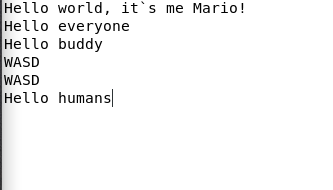 Hello world, it`s me Mario!
Hello everyone
Hello buddy
WASD
WASD
Hello humans